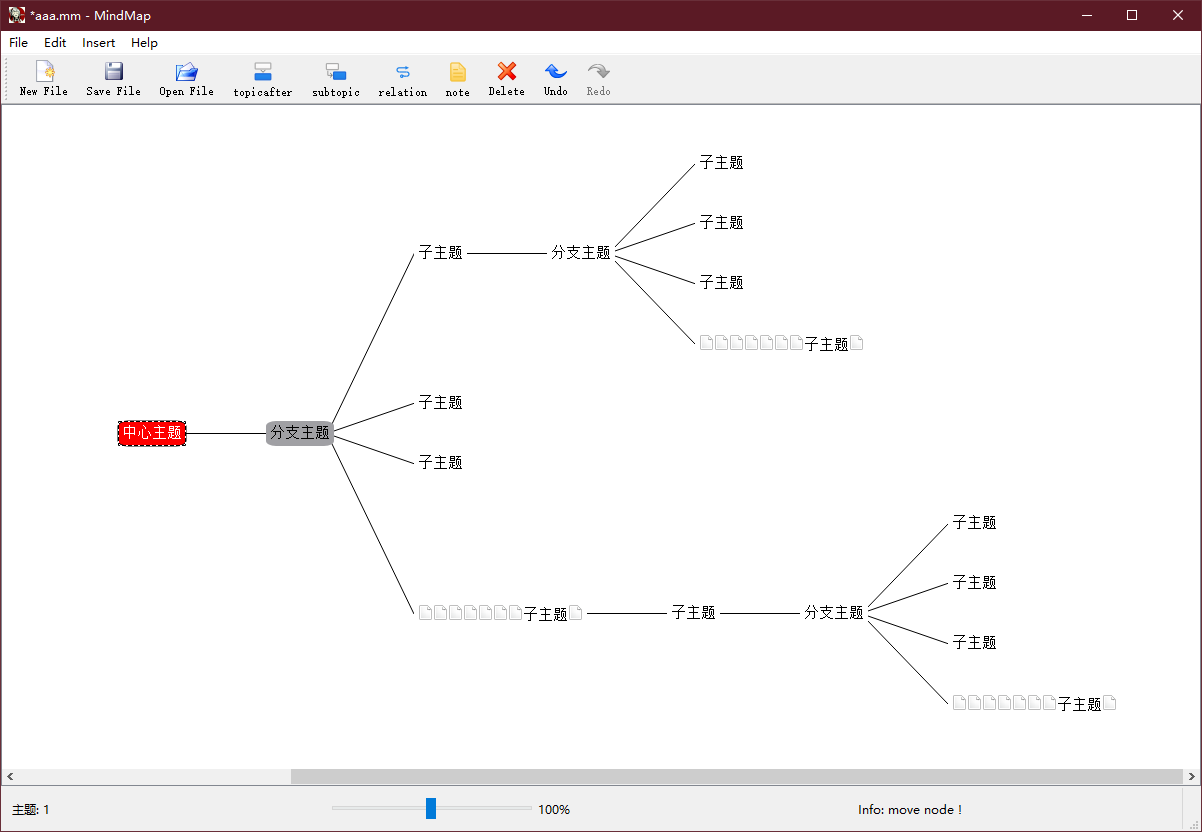 *aaa.mm - MindMap
File Edit Insert Help
New File Save File Open File topicafter subtopic relation note Delete Undo Redo
子主题
子主题
子主题 分支主题
子主题
子主题
子主题
中心主题 分支主题
子主题
子主题
子主题
子主题 子主题 分支主题
子主题
子主题
主题: 1 100% Info: move node !